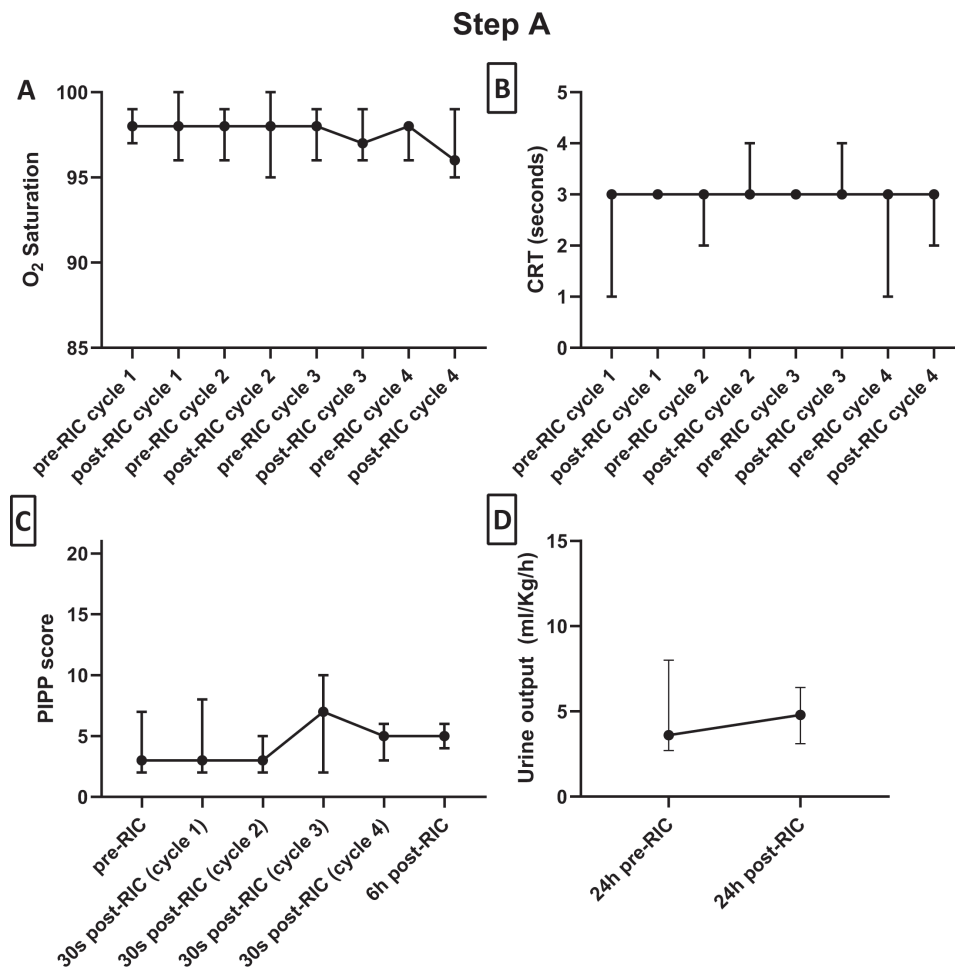 Step A
A
100
95
90
85
O2 Saturation
pre-RIC cycle 1
post-RIC cycle 1
pre-RIC cycle 2
post-RIC cycle 2
pre-RIC cycle 3
post-RIC cycle 3
pre-RIC cycle 4
post-RIC cycle 4
B
5
4
3
2
1
0
CRT (seconds)
pre-RIC cycle 1
post-RIC cycle 1
pre-RIC cycle 2
post-RIC cycle 2
pre-RIC cycle 3
post-RIC cycle 3
pre-RIC cycle 4
post-RIC cycle 4
C
20
15
10
5
0
PIPP score
pre-RIC
30s post-RIC (cycle 1)
30s post-RIC (cycle 2)
30s post-RIC (cycle 3)
30s post-RIC (cycle 4)
6h post-RIC
D
15
10
5
0
Urine output (ml/Kg/h)
24h pre-RIC
24h post-RIC